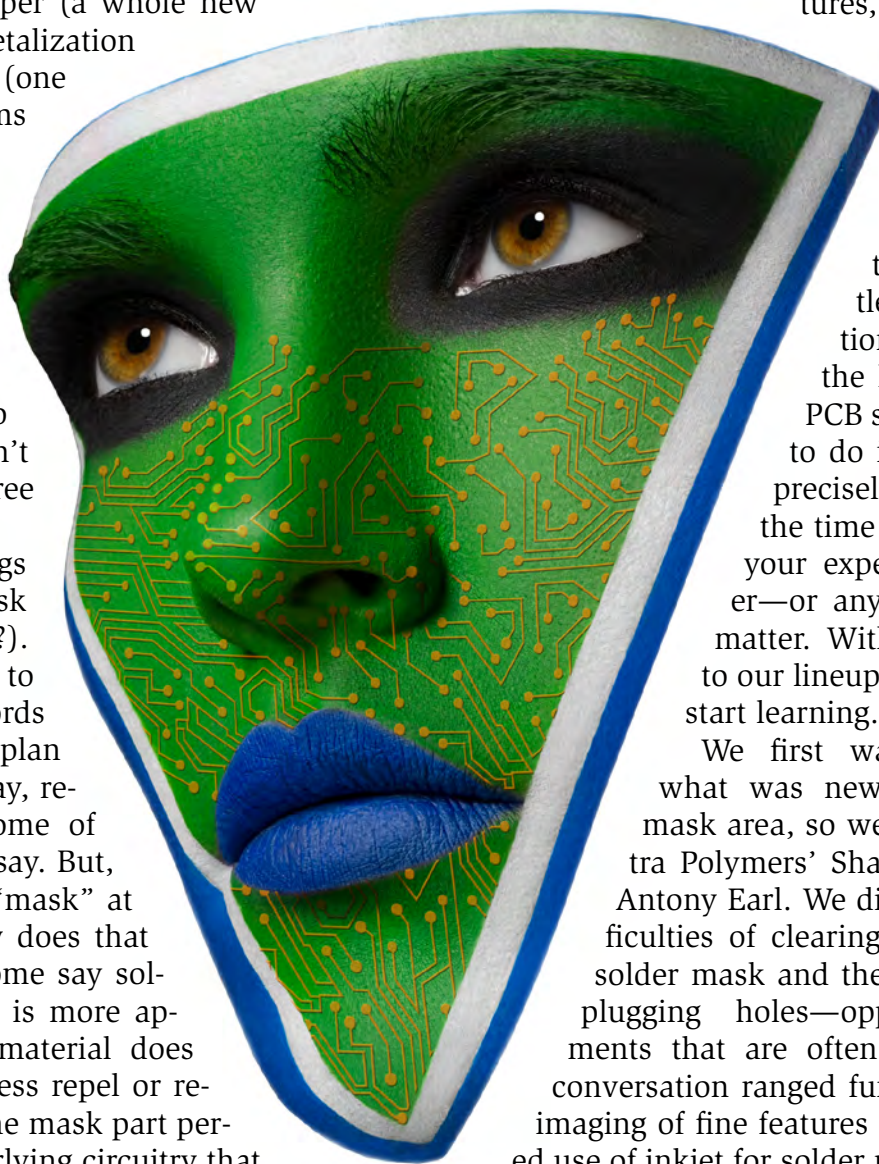 per (a whole new
etalization
(one
ns
n't
ree
gs
sk
?).
to
ords
plan
ay, re-
ome of
say. But,
“mask” at
does that
ome say sol-
is more ap-
material does
ess repel or re-
e mask part per-
rlying circuitry that
tures,
t
tle
tion
the
PCB s
to do
precisel
the time
your expe
er—or any
matter. With
to our lineup
start learning.
We first wa
what was new
mask area, so we
tra Polymers’ Sha
Antony Earl. We di
ficulties of clearing
solder mask and the
plugging holes—opp
ments that are often
conversation ranged fu
imaging of fine features
ed use of inkjet for solder